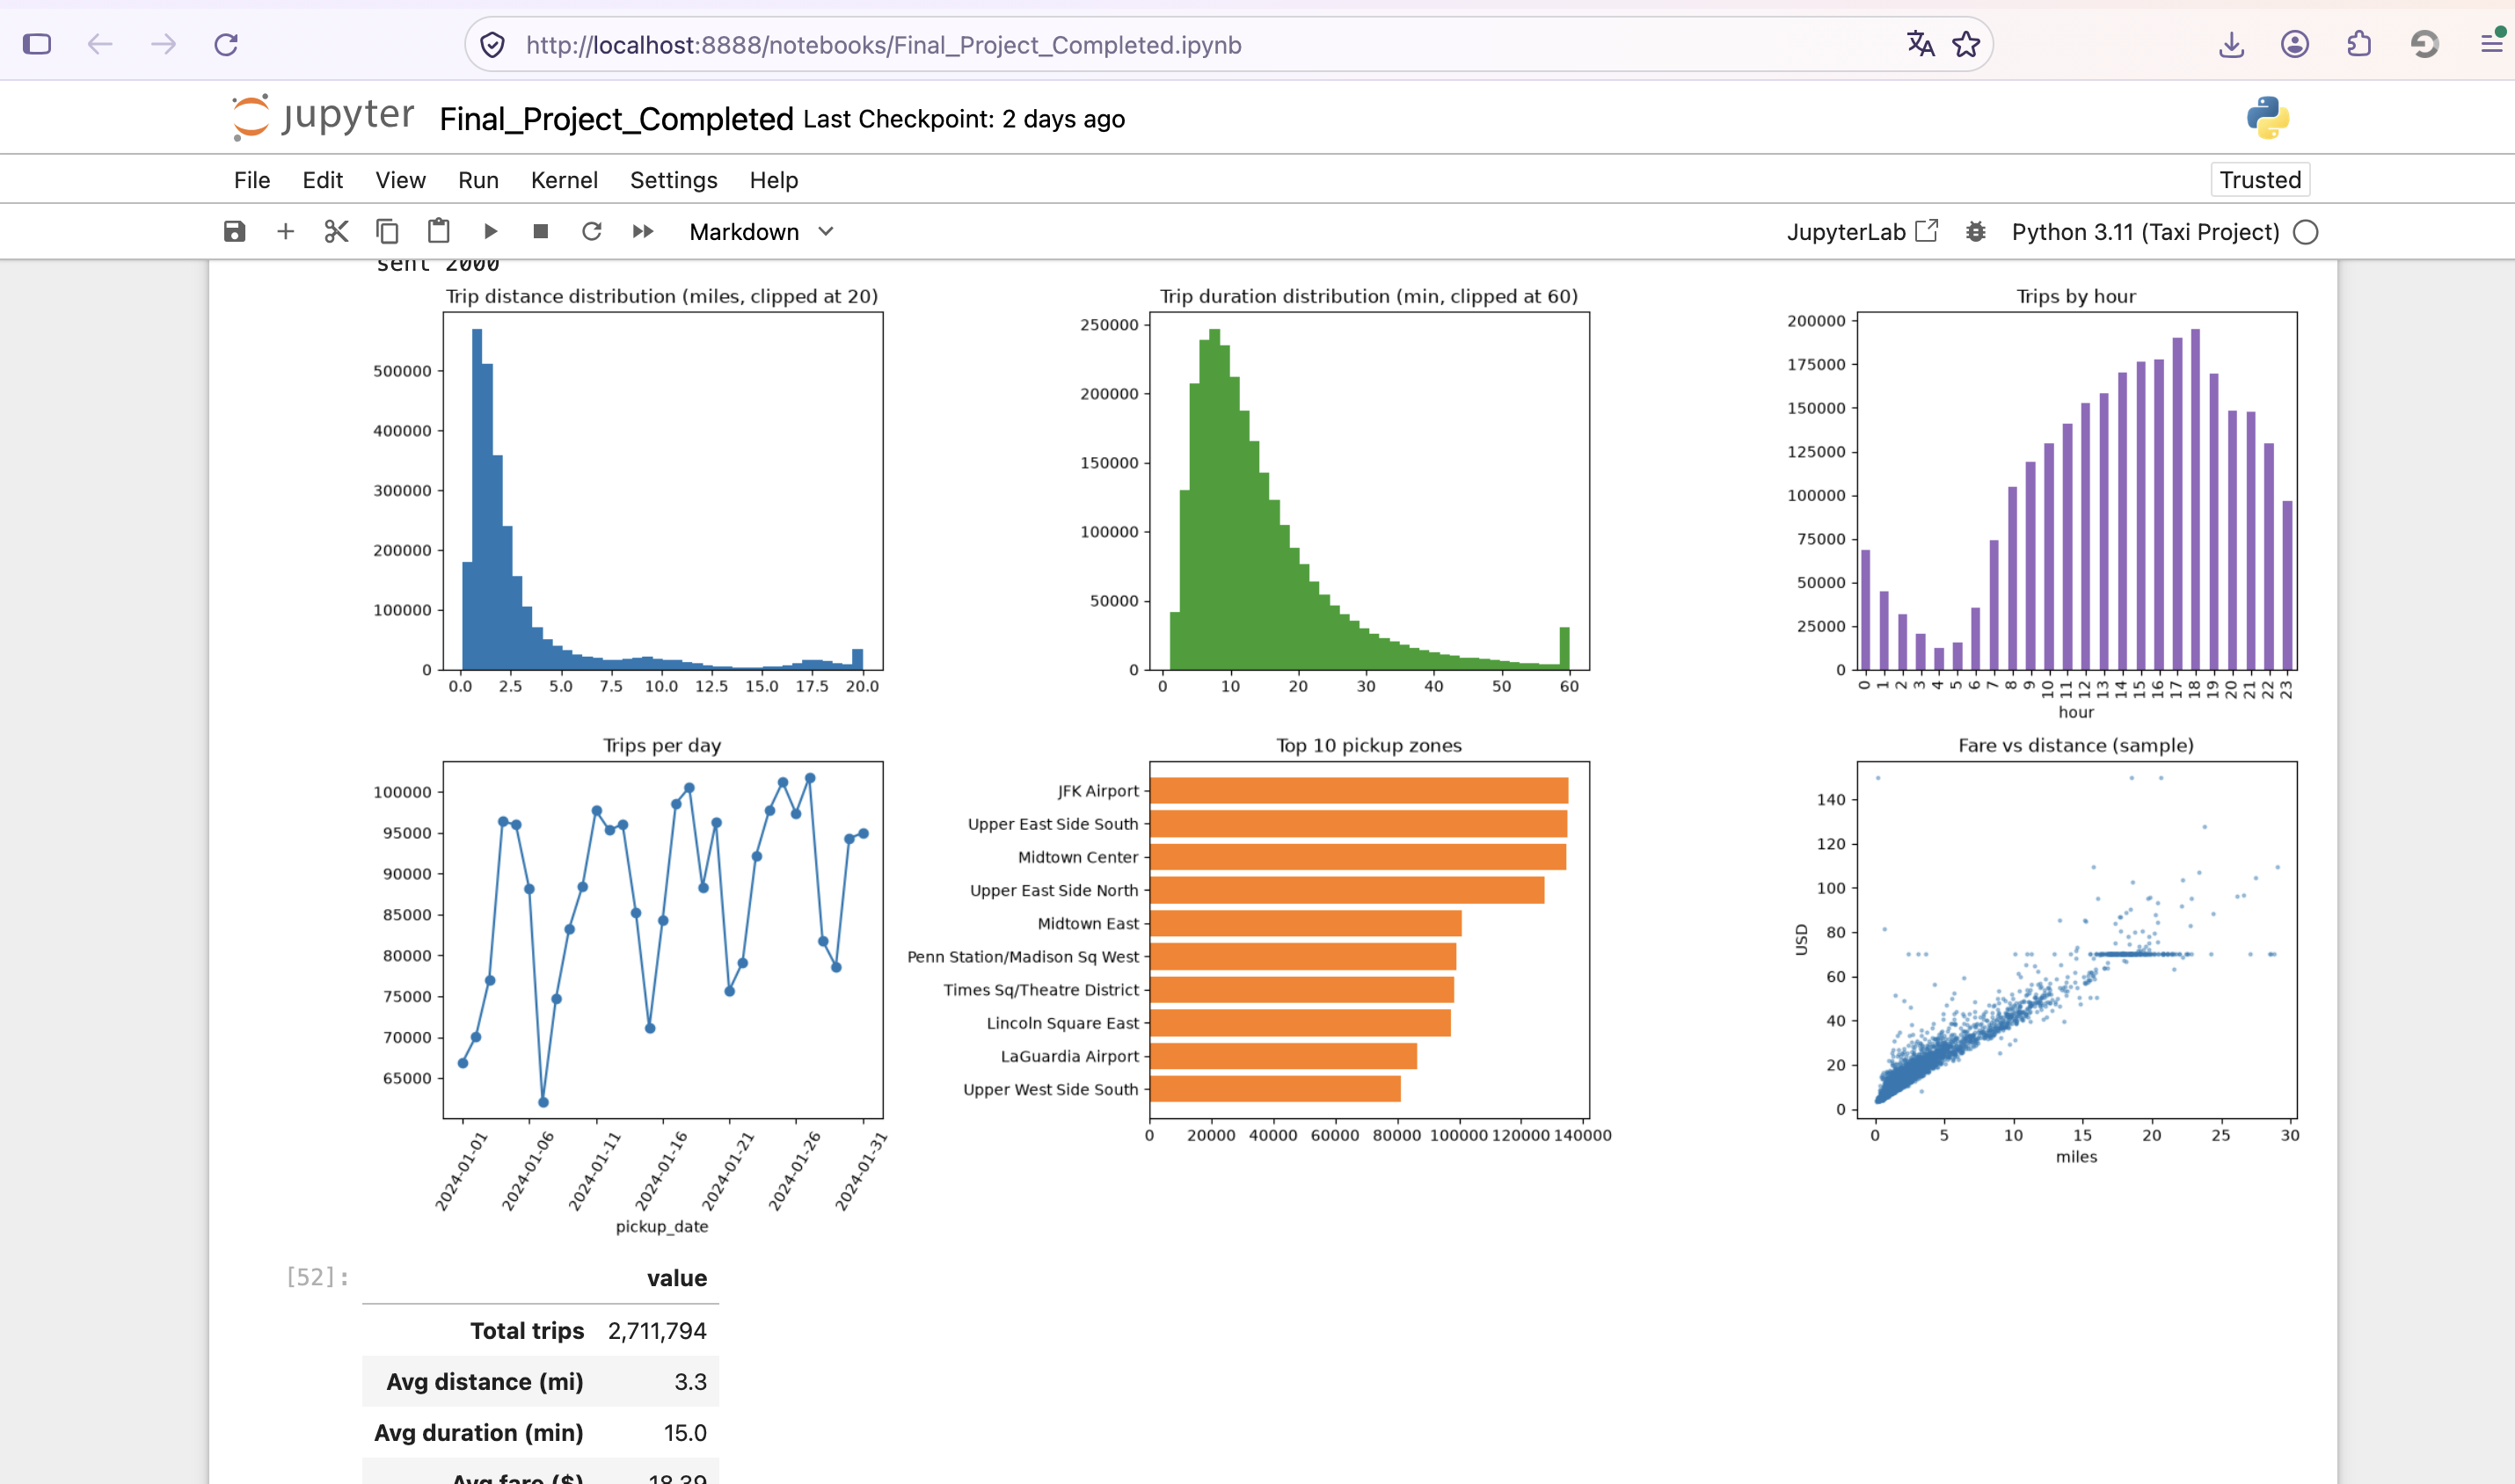 http://localhost:8888/notebooks/Final_Project_Completed.ipynb
jupyter Final_Project_Completed Last Checkpoint: 2 days ago
File Edit View Run Kernel Settings Help Trusted
Markdown JupyterLab Python 3.11 (Taxi Project)
sent 2000
Trip distance distribution (miles, clipped at 20)
500000
400000
300000
200000
100000
0
0.0 2.5 5.0 7.5 10.0 12.5 15.0 17.5 20.0
Trip duration distribution (min, clipped at 60)
250000
200000
150000
100000
50000
0
0 10 20 30 40 50 60
Trips by hour
200000
175000
150000
125000
100000
75000
50000
25000
0
0 1 2 3 4 5 6 7 8 9 10 11 12 13 14 15 16 17 18 19 20 21 22 23
hour
Trips per day
100000
95000
90000
85000
80000
75000
70000
65000
2024-01-01 2024-01-06 2024-01-11 2024-01-16 2024-01-21 2024-01-26 2024-01-31
pickup_date
Top 10 pickup zones
JFK Airport
Upper East Side South
Midtown Center
Upper East Side North
Midtown East
Penn Station/Madison Sq West
Times Sq/Theatre District
Lincoln Square East
LaGuardia Airport
Upper West Side South
0 20000 40000 60000 80000 100000 120000 140000
Fare vs distance (sample)
USD
140
120
100
80
60
40
20
0
0 5 10 15 20 25 30
miles
[52]:
value
Total trips 2,711,794
Avg distance (mi) 3.3
Avg duration (min) 15.0
Avg fare ($) 18.39